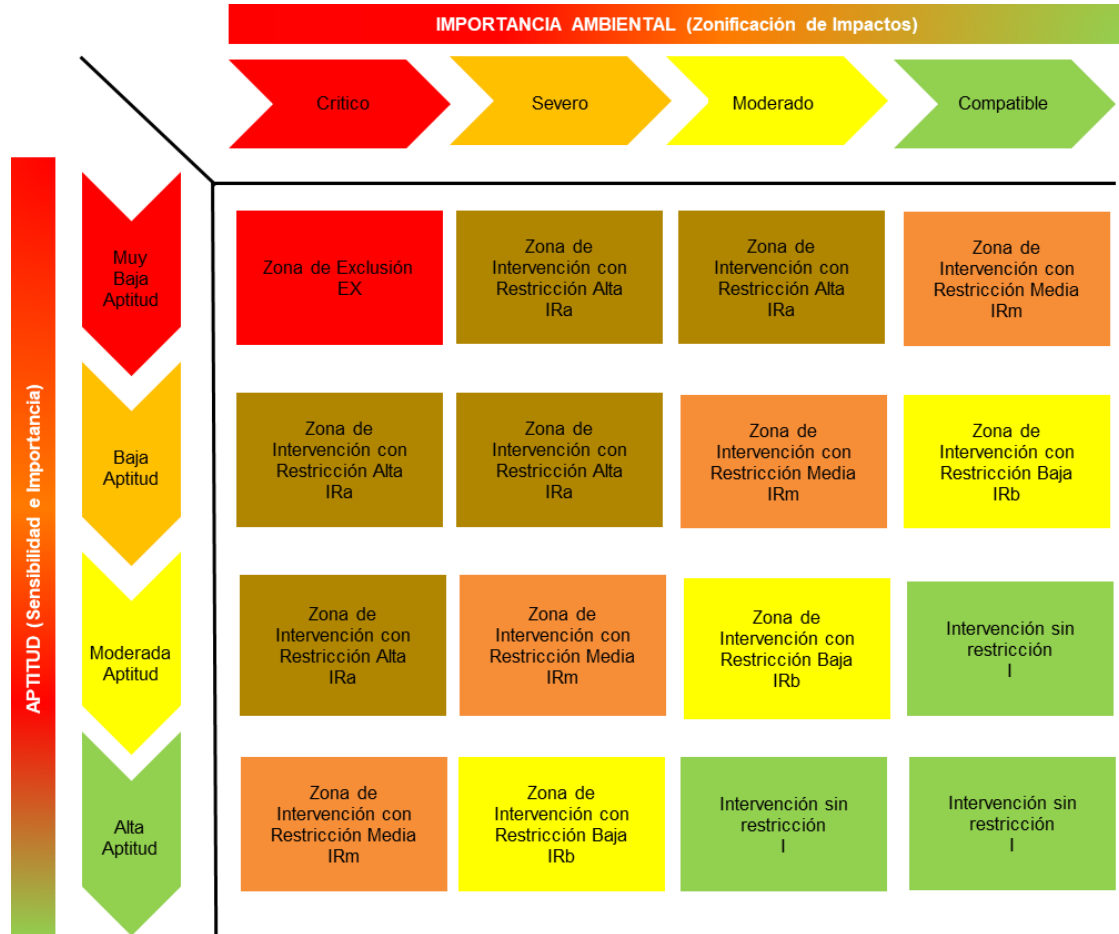 IMPORTANCIA AMBIENTAL (Zonificación de Impactos)
Critico
Severo
Moderado
Compatible
APTITUD (Sensibilidad e Importancia)
Muy
Baja
Aptitud
Zona de Exclusión
EX
Zona de
Intervención con
Restricción Alta
IRa
Zona de
Intervención con
Restricción Alta
IRa
Zona de
Intervención con
Restricción Media
IRm
Baja
Aptitud
Zona de
Intervención con
Restricción Alta
IRa
Zona de
Intervención con
Restricción Alta
IRa
Zona de
Intervención con
Restricción Media
IRm
Zona de
Intervención con
Restricción Baja
IRb
Moderada
Aptitud
Zona de
Intervención con
Restricción Alta
IRa
Zona de
Intervención con
Restricción Media
IRm
Zona de
Intervención con
Restricción Baja
IRb
Intervención sin
restricción
I
Alta
Aptitud
Zona de
Intervención con
Restricción Media
IRm
Zona de
Intervención con
Restricción Baja
IRb
Intervención sin
restricción
I
Intervención sin
restricción
I